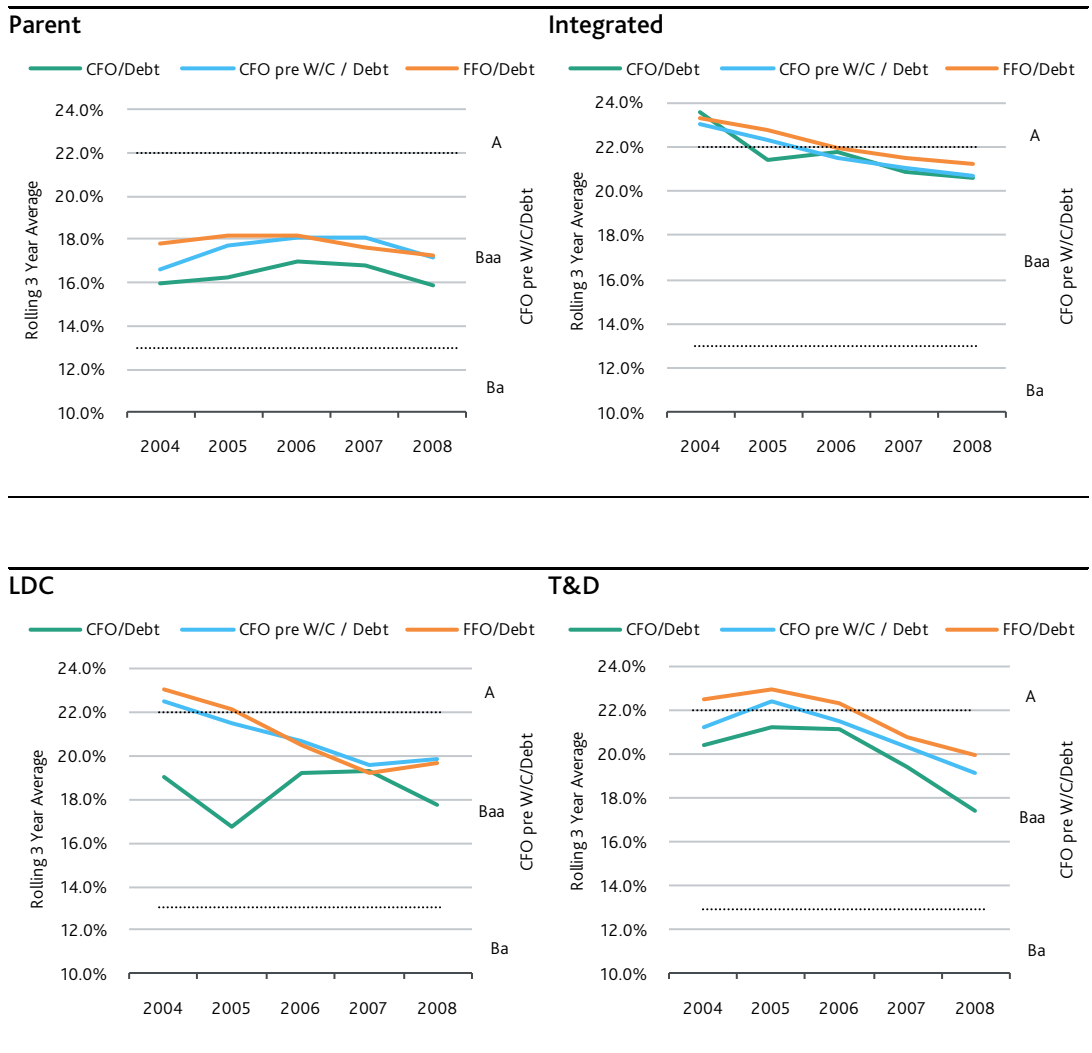 Parent
CFO/Debt CFO pre W/C / Debt FFO/Debt
24.0%
22.0%
20.0%
18.0%
16.0%
14.0%
12.0%
10.0%
Rolling 3 Year Average
A
Baa
Ba
CFO pre W/C/Debt
2004 2005 2006 2007 2008
Integrated
CFO/Debt CFO pre W/C / Debt FFO/Debt
24.0%
22.0%
20.0%
18.0%
16.0%
14.0%
12.0%
10.0%
Rolling 3 Year Average
A
Baa
Ba
CFO pre W/C/Debt
2004 2005 2006 2007 2008
LDC
CFO/Debt CFO pre W/C / Debt FFO/Debt
24.0%
22.0%
20.0%
18.0%
16.0%
14.0%
12.0%
10.0%
Rolling 3 Year Average
A
Baa
Ba
CFO pre W/C/Debt
2004 2005 2006 2007 2008
T&D
CFO/Debt CFO pre W/C / Debt FFO/Debt
24.0%
22.0%
20.0%
18.0%
16.0%
14.0%
12.0%
10.0%
Rolling 3 Year Average
A
Baa
Ba
CFO pre W/C/Debt
2004 2005 2006 2007 2008